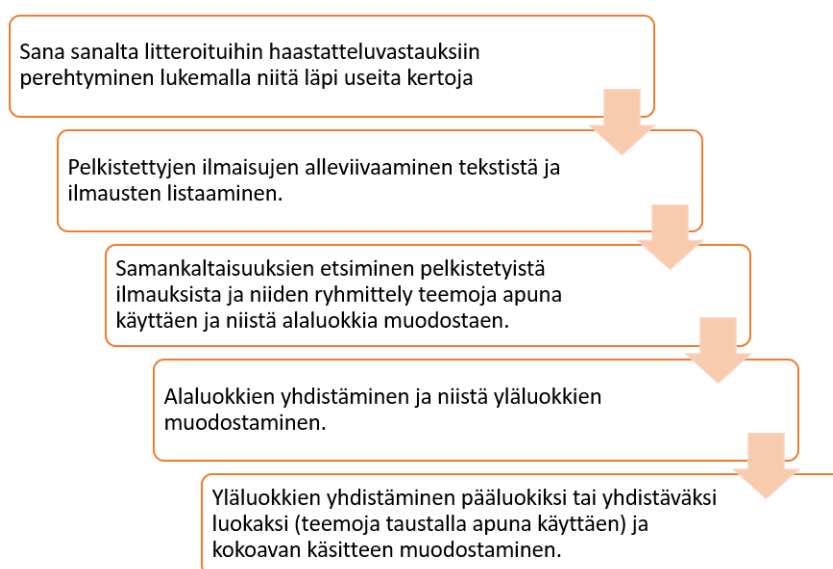 Sana sanalta litteroituihin haastatteluvastauksiin
perehtyminen lukemalla niitä läpi useita kertoja
Pelkistettyjen ilmaisujen alleviivaaminen tekstistä ja
ilmausten listaaminen.
Samankaltaisuuksien etsiminen pelkistetyistä
ilmauksista ja niiden ryhmittely teemoja apuna
käyttäen ja niistä alaluokkia muodostaen.
Alaluokkien yhdistäminen ja niistä yläluokkien
muodostaminen.
Yläluokkien yhdistäminen pääluokiksi tai yhdistäväksi
luokaksi (teemoja taustalla apuna käyttäen) ja
kokoavan käsitteen muodostaminen.